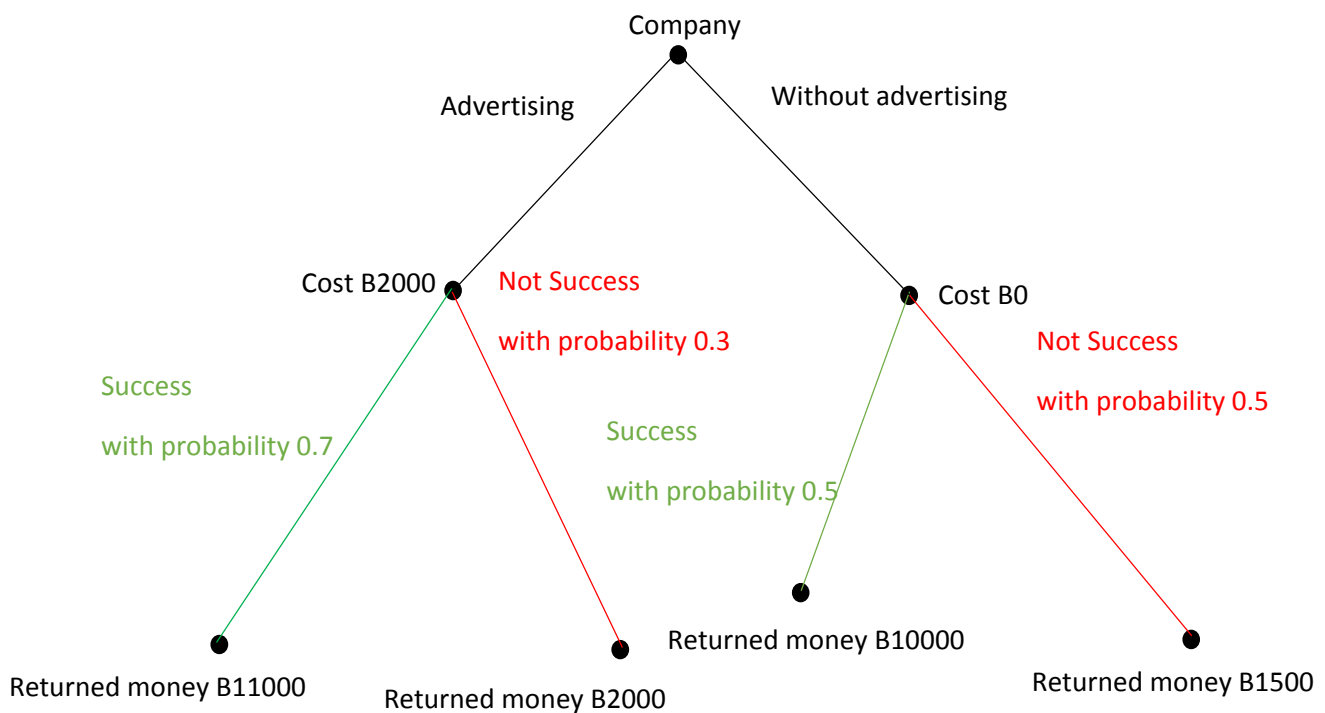 Company
Advertising
Without advertising
Cost B2000
Not Success
with probability 0.3
Cost B0
Not Success
with probability 0.5
Success
with probability 0.7
Success
with probability 0.5
Returned money B11000
Returned money B2000
Returned money B10000
Returned money B1500